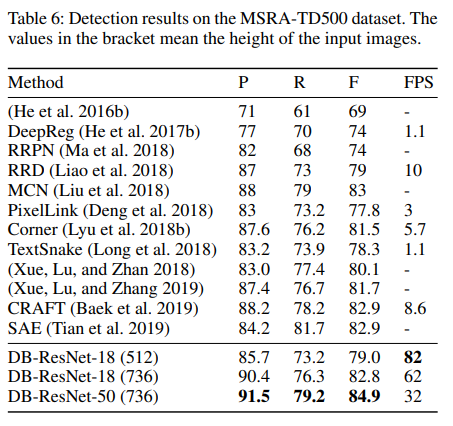 Table 6: Detection results on the MSRA-TD500 dataset. The
values in the bracket mean the height of the input images.
Method P R F FPS
(He et al. 2016b) 71 61 69 -
DeepReg (He et al. 2017b) 77 70 74 1.1
RRPN (Ma et al. 2018) 82 68 74 -
RRD (Liao et al. 2018) 87 73 79 10
MCN (Liu et al. 2018) 88 79 83 -
PixelLink (Deng et al. 2018) 83 73.2 77.8 3
Corner (Lyu et al. 2018b) 87.6 76.2 81.5 5.7
TextSnake (Long et al. 2018) 83.2 73.9 78.3 1.1
(Xue, Lu, and Zhan 2018) 83.0 77.4 80.1 -
(Xue, Lu, and Zhang 2019) 87.4 76.7 81.7 -
CRAFT (Baek et al. 2019) 88.2 78.2 82.9 8.6
SAE (Tian et al. 2019) 84.2 81.7 82.9 -
DB-ResNet-18 (512) 85.7 73.2 79.0 82
DB-ResNet-18 (736) 90.4 76.3 82.8 62
DB-ResNet-50 (736) 91.5 79.2 84.9 32